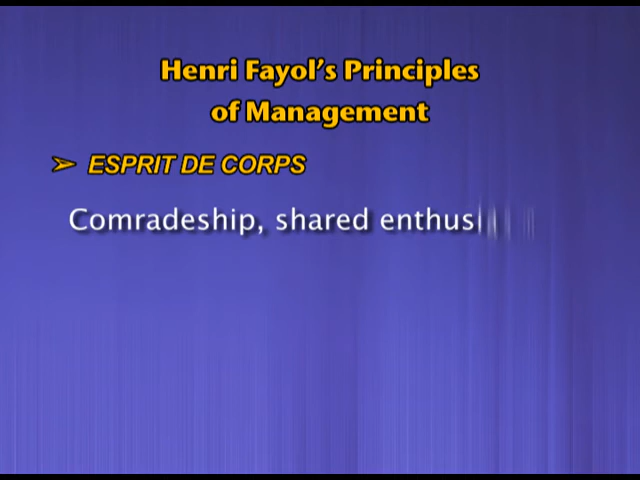 Henri Fayol's Principles
of Management
➢ ESPRIT DE CORPS
Comradeship, shared